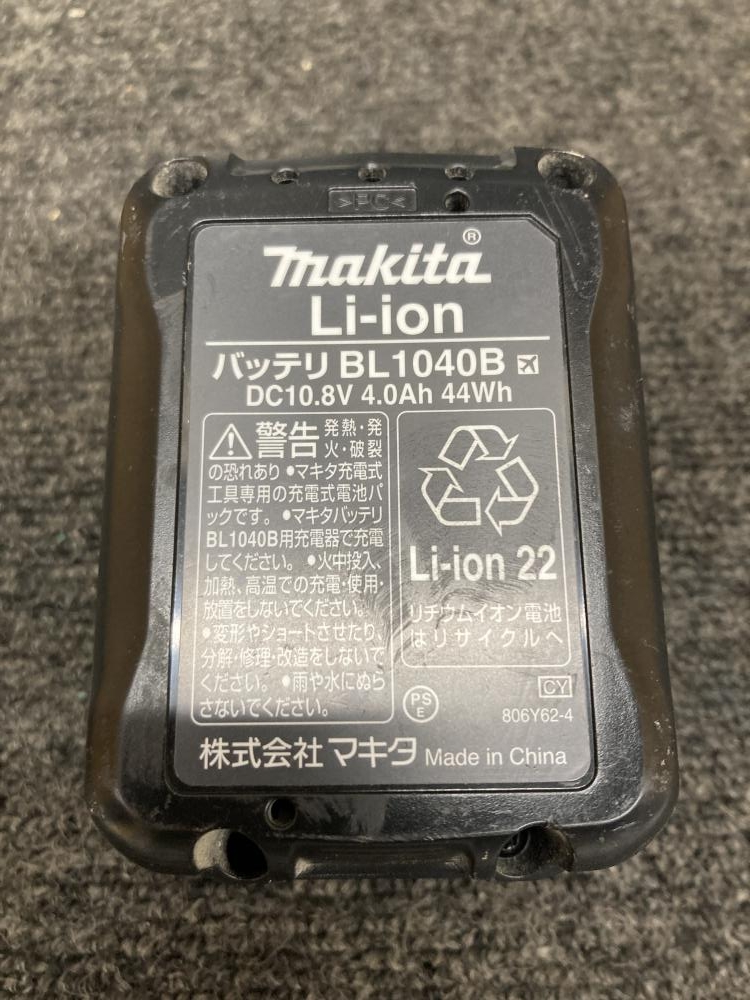 >PC<
makita®
Li-ion
バッテリ BL1040B
DC10.8V 4.0Ah 44Wh
警告 発熱・発
火・破裂
の恐れあり ●マキタ充電式
工具専用の充電式電池パ
ックです。 ●マキタバッテリ
BL1040B用充電器で充電
してください。 ●火中投入、
加熱、高温での充電・使用・
放置をしないでください。
●変形やショートさせたり、
分解・修理・改造をしないで
ください。 ●雨や水にぬら
さないでください。
Li-ion 22
リチウムイオン電池
はリサイクルへ
PS
E
CY
806Y62-4
株式会社 マキタ Made in China